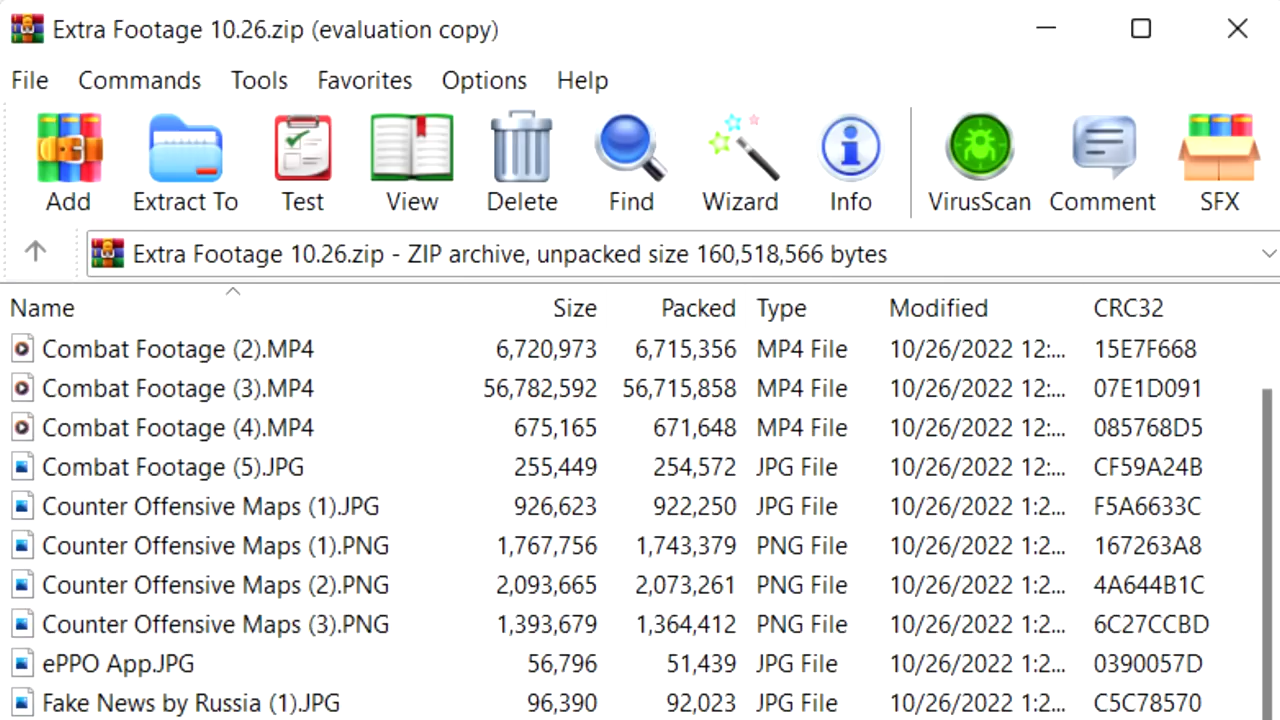 Extra Footage 10.26.zip (evaluation copy)
File Commands Tools Favorites Options Help
Add Extract To Test View Delete Find Wizard Info VirusScan Comment SFX
Extra Footage 10.26.zip - ZIP archive, unpacked size 160,518,566 bytes
Name Size Packed Type Modified CRC32
Combat Footage (2).MP4 6,720,973 6,715,356 MP4 File 10/26/2022 12:... 15E7F668
Combat Footage (3).MP4 56,782,592 56,715,858 MP4 File 10/26/2022 12:... 07E1D091
Combat Footage (4).MP4 675,165 671,648 MP4 File 10/26/2022 12:... 085768D5
Combat Footage (5).JPG 255,449 254,572 JPG File 10/26/2022 12:... CF59A24B
Counter Offensive Maps (1).JPG 926,623 922,250 JPG File 10/26/2022 1:2... F5A6633C
Counter Offensive Maps (1).PNG 1,767,756 1,743,379 PNG File 10/26/2022 1:2... 167263A8
Counter Offensive Maps (2).PNG 2,093,665 2,073,261 PNG File 10/26/2022 1:2... 4A644B1C
Counter Offensive Maps (3).PNG 1,393,679 1,364,412 PNG File 10/26/2022 1:2... 6C27CCBD
ePPO App.JPG 56,796 51,439 JPG File 10/26/2022 1:2... 0390057D
Fake News by Russia (1).JPG 96,390 92,023 JPG File 10/26/2022 1:2... C5C78570